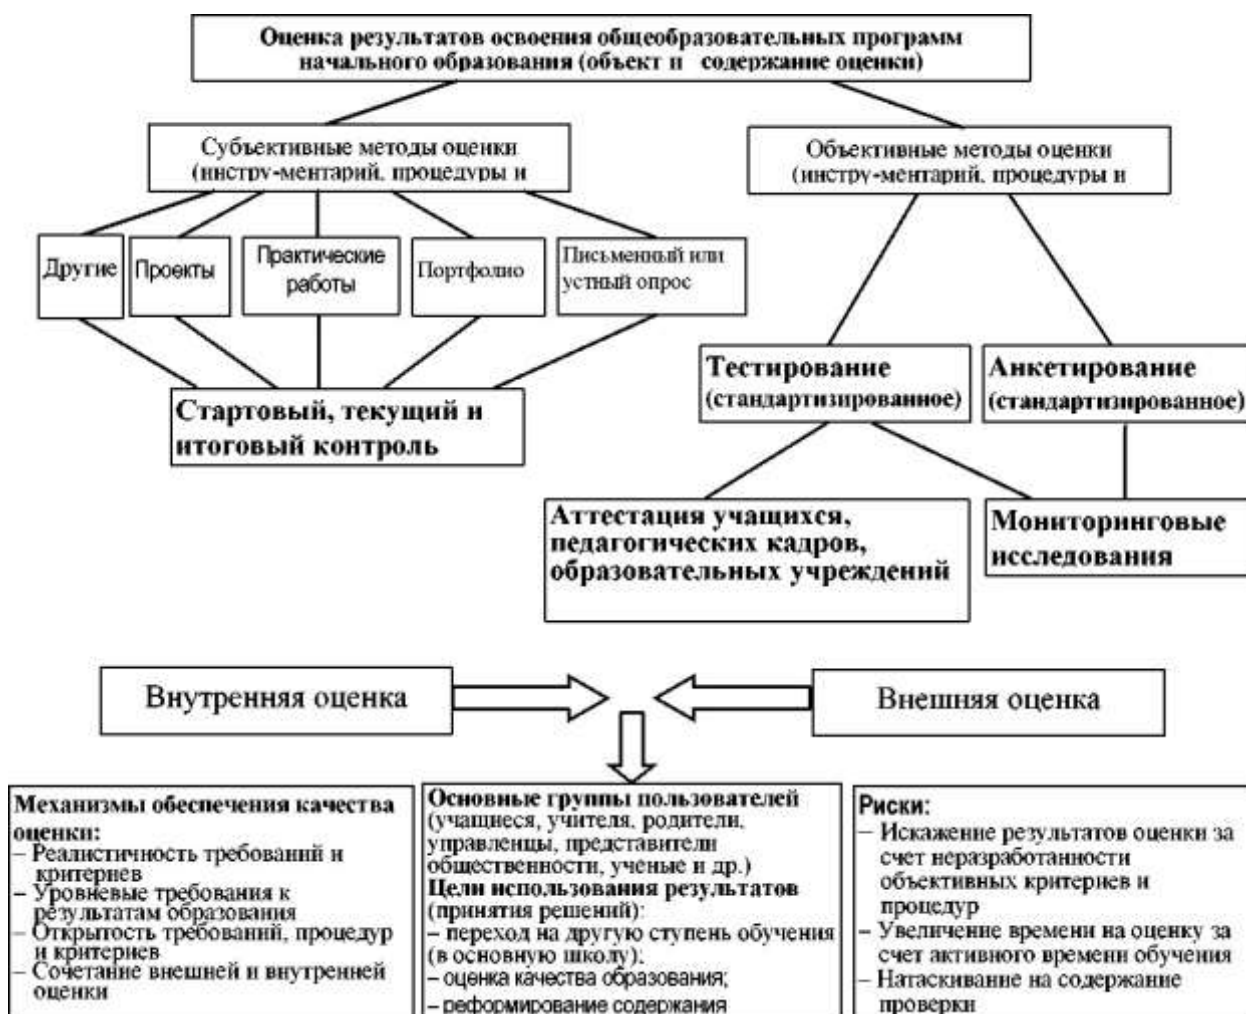 Оценка результатов освоения общеобразовательных программ
начального образования (объект и содержание оценки)
Субъективные методы оценки
(инстру-ментарий, процедуры и
Объективные методы оценки
(инстру-ментарий, процедуры и
Другие
Проекты
Практические
работы
Портфолио
Письменный или
устный опрос
Тестирование
(стандартизированное)
Анкетирование
(стандартизированное)
Стартовый, текущий и
итоговый контроль
Аттестация учащихся,
педагогических кадров,
образовательных учреждений
Мониторинговые
исследования
Внутренняя оценка
Внешняя оценка
Механизмы обеспечения качества
оценки:
– Реалистичность требований и
критериев
– Уровневые требования к
результатам образования
– Открытость требований, процедур
и критериев
– Сочетание внешней и внутренней
оценки
Основные группы пользователей
(учащиеся, учителя, родители,
управленцы, представители
общественности, ученые и др.)
Цели использования результатов
(принятия решений):
– переход на другую ступень обучения
(в основную школу);
– оценка качества образования;
– реформирование содержания
Риски:
– Искажение результатов оценки за
счет неразработанности
объективных критериев и
процедур
– Увеличение времени на оценку за
счет активного времени обучения
– Натаскивание на содержание
проверки